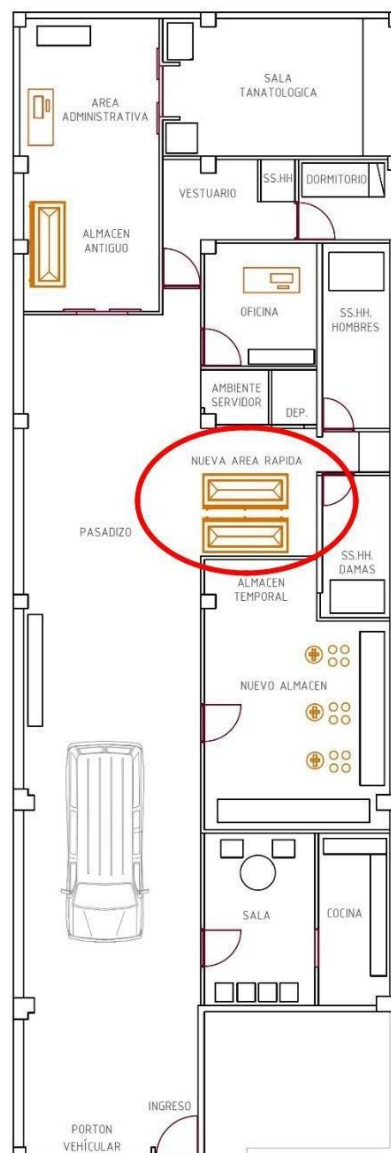 SALA
TANATOLOGICA
AREA
ADMINISTRATIVA
SS.HH
DORMITORIO
VESTUARIO
ALMACEN
ANTIGUO
OFICINA
SS.HH.
HOMBRES
AMBIENTE
SERVIDOR
DEP.
NUEVA AREA RAPIDA
PASADIZO
SS.HH.
DAMAS
ALMACEN
TEMPORAL
NUEVO ALMACEN
SALA
COCINA
INGRESO
PORTON
VEHÍCULAR